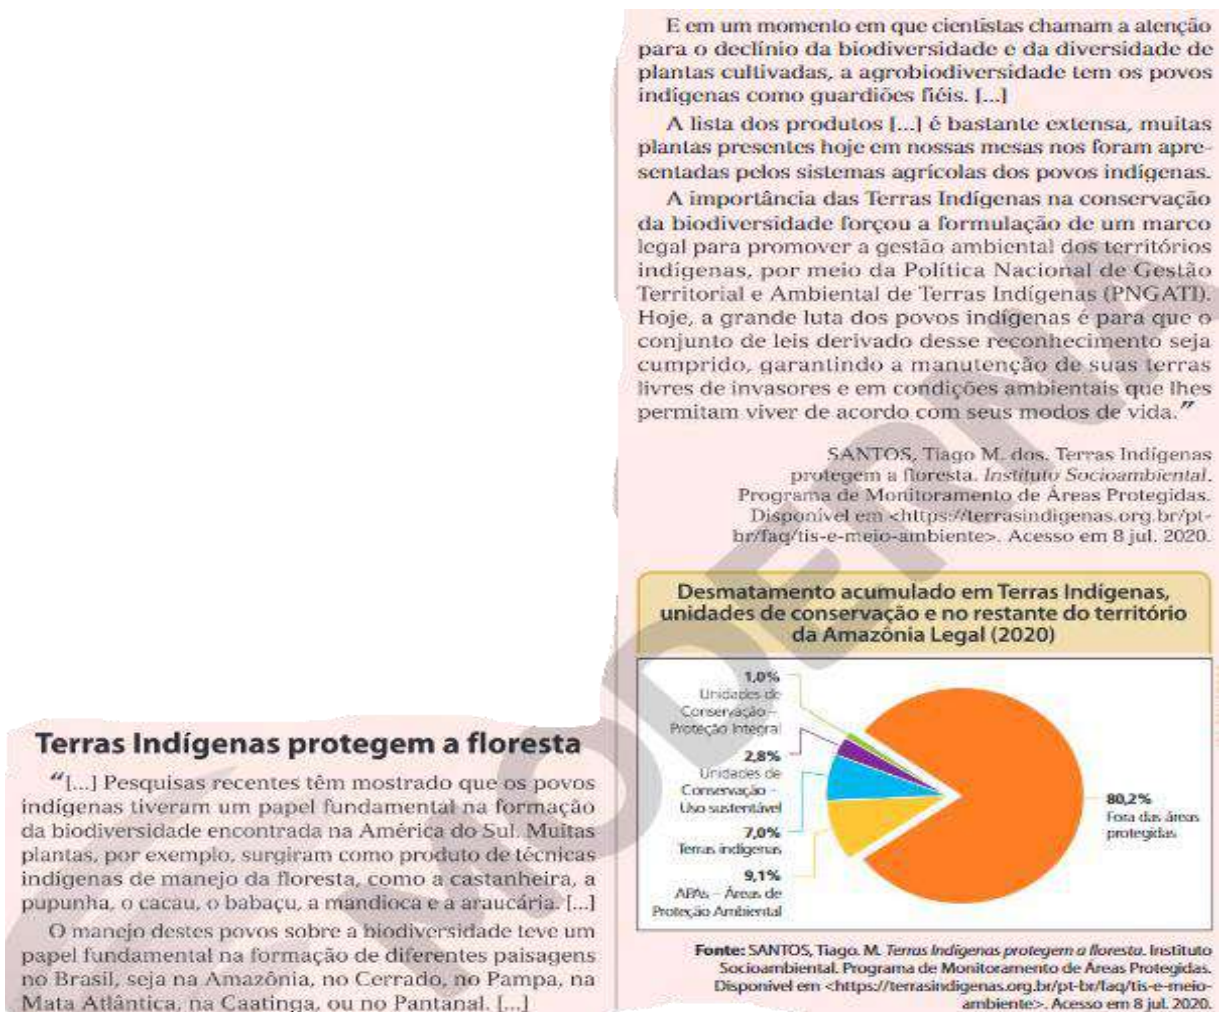 Terras Indígenas protegem a floresta
"[...] Pesquisas recentes têm mostrado que os povos
indígenas tiveram um papel fundamental na formação
da biodiversidade encontrada na América do Sul. Muitas
plantas, por exemplo, surgiram como produto de técnicas
indígenas de manejo da floresta, como a castanheira, a
pupunha, o cacau, o babaçu, a mandioca e a araucária. [...]
O manejo destes povos sobre a biodiversidade teve um
papel fundamental na formação de diferentes paisagens
no Brasil, seja na Amazônia, no Cerrado, no Pampa, na
Mata Atlântica, na Caatinga, ou no Pantanal. [...]
E em um momento em que cientistas chamam a atenção
para o declínio da biodiversidade e da diversidade de
plantas cultivadas, a agrobiodiversidade tem os povos
indígenas como guardiões fiéis. [...]
A lista dos produtos [...] é bastante extensa, muitas
plantas presentes hoje em nossas mesas nos foram apre-
sentadas pelos sistemas agrícolas dos povos indígenas.
A importância das Terras Indígenas na conservação
da biodiversidade forçou a formulação de um marco
legal para promover a gestão ambiental dos territórios
indígenas, por meio da Política Nacional de Gestão
Territorial e Ambiental de Terras Indígenas (PNGATI).
Hoje, a grande luta dos povos indígenas é para que o
conjunto de leis derivado desse reconhecimento seja
cumprido, garantindo a manutenção de suas terras
livres de invasores e em condições ambientais que lhes
permitam viver de acordo com seus modos de vida."
SANTOS, Tiago M. dos. Terras Indígenas
protegem a floresta. Instituto Socioambiental.
Programa de Monitoramento de Áreas Protegidas.
Disponível em <https://terrasindigenas.org.br/pt-
br/faq/tis-e-meio-ambiente>. Acesso em 8 jul. 2020.
Desmatamento acumulado em Terras Indígenas,
unidades de conservação e no restante do território
da Amazônia Legal (2020)
1,0%
Unidades de
Conservação –
Proteção Integral
2,8%
Unidades de
Conservação –
Uso sustentável
7,0%
Terras indígenas
9,1%
APAs – Áreas de
Proteção Ambiental
80,2%
Fora das áreas
protegidas
Fonte: SANTOS, Tiago. M. Terras Indígenas protegem a floresta. Instituto
Socioambiental. Programa de Monitoramento de Áreas Protegidas.
Disponível em <https://terrasindigenas.org.br/pt-br/faq/tis-e-meio-
ambiente>. Acesso em 8 jul. 2020.
MODERNA